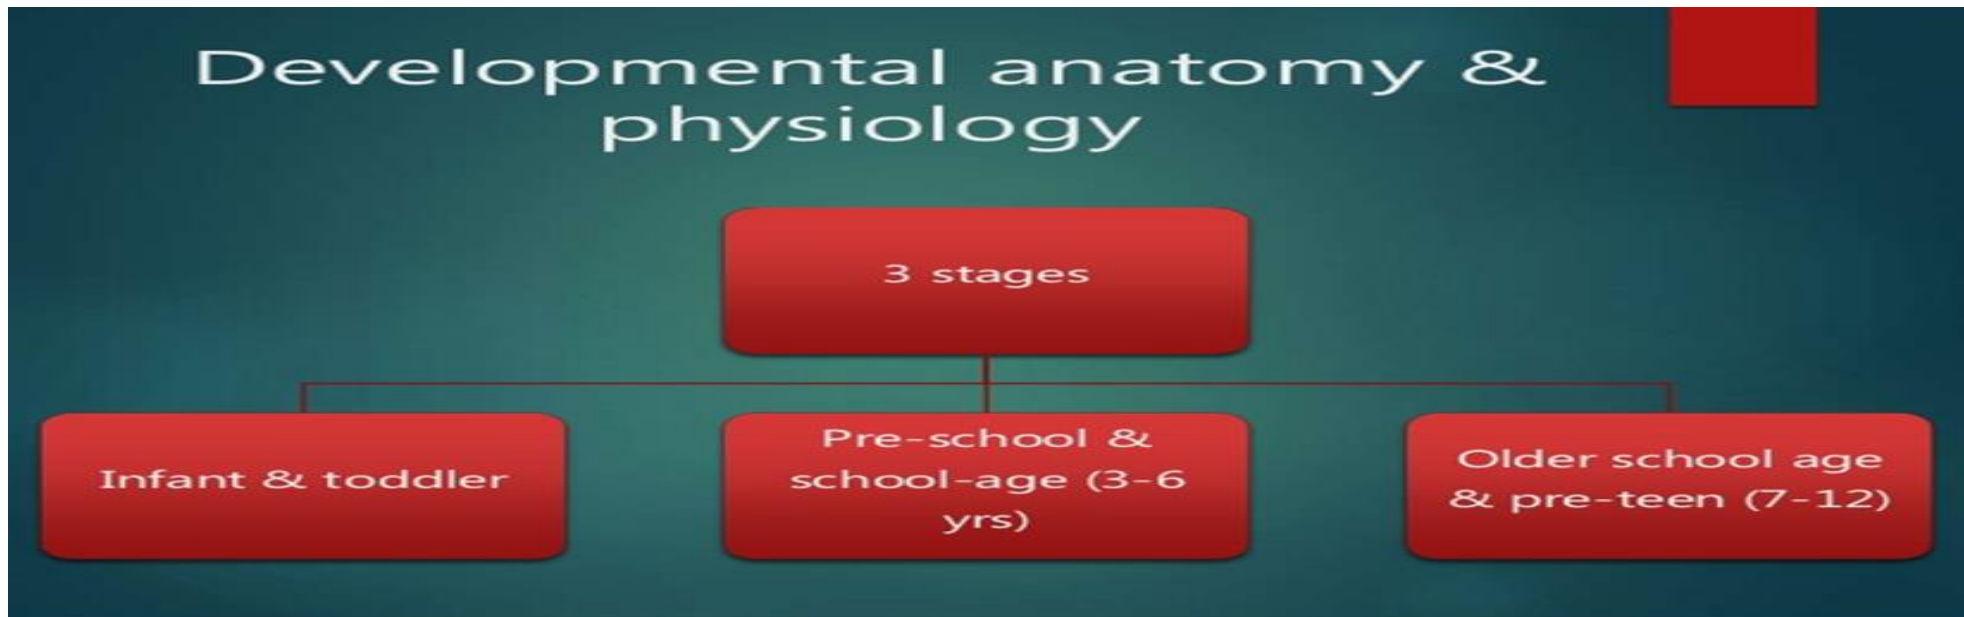 Developmental anatomy &
physiology
3 stages
Infant & toddler
Pre-school &
school-age (3-6
yrs)
Older school age
& pre-teen (7-12)